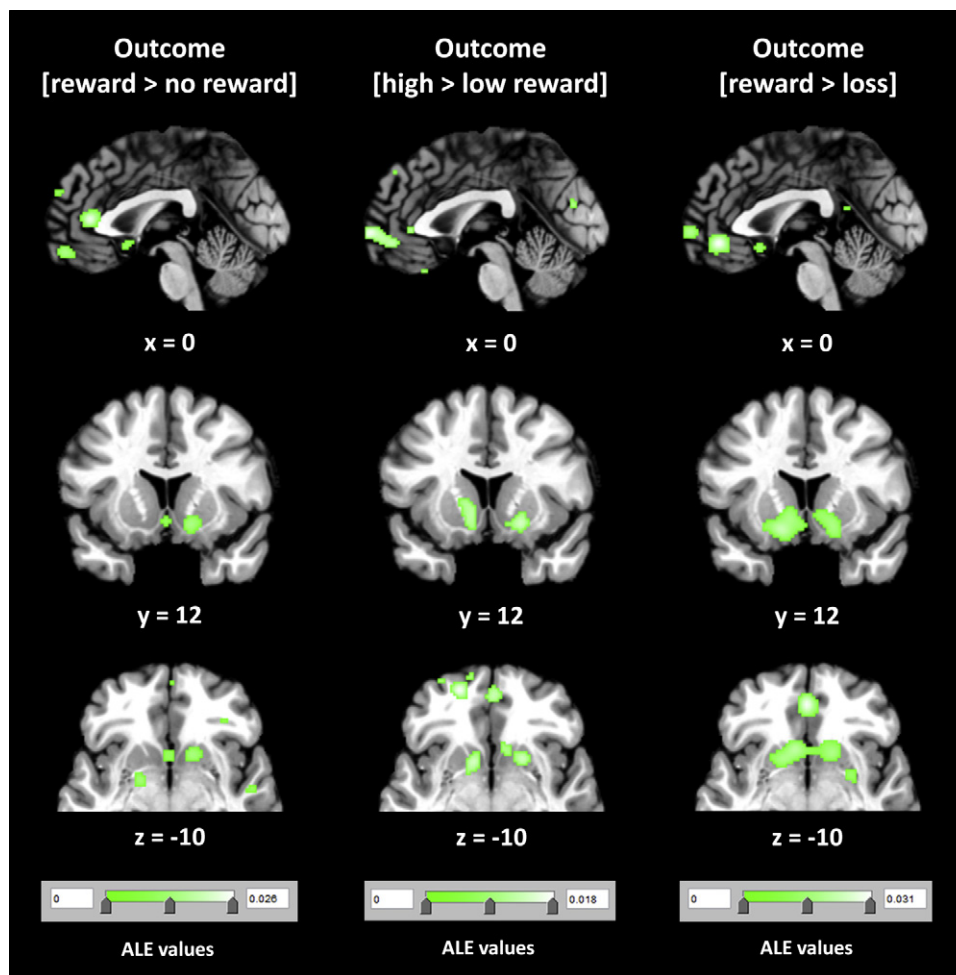 Outcome
[reward > no reward]
Outcome
[high > low reward]
Outcome
[reward > loss]
x = 0
x = 0
x = 0
y = 12
y = 12
y = 12
z = -10
z = -10
z = -10
0 0.026
0 0.018
0 0.031
ALE values
ALE values
ALE values